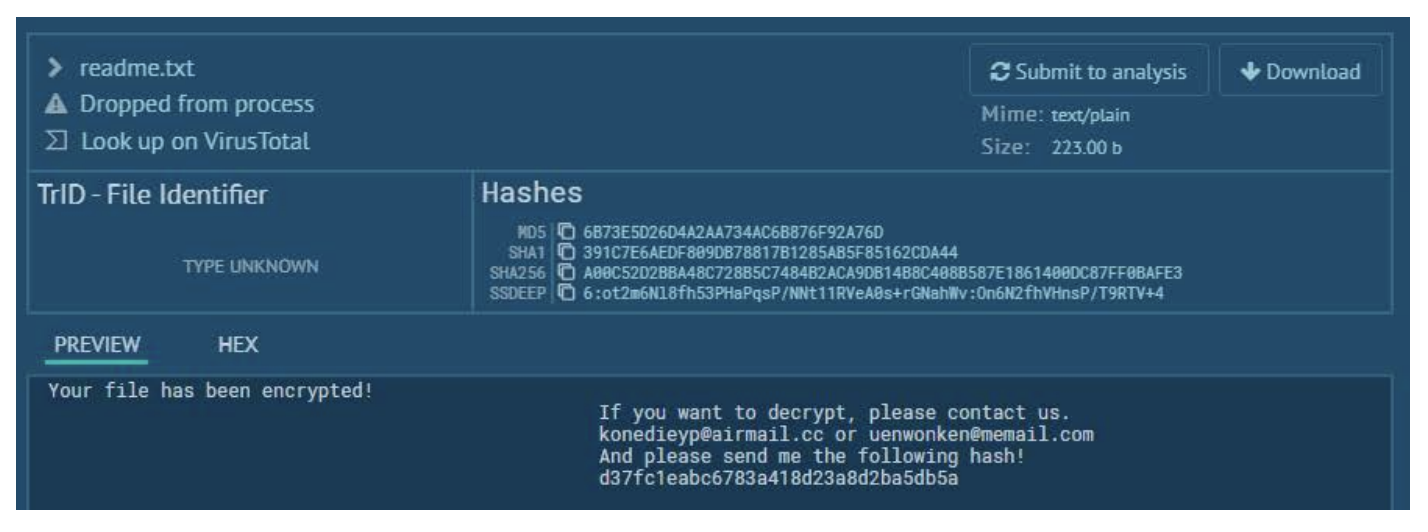 readme.txt
Dropped from process
Look up on VirusTotal
Submit to analysis
Download
Mime: text/plain
Size: 223.00 b
TrID - File Identifier
TYPE UNKNOWN
Hashes
MD5 6B73E5D26D4A2AA734AC6B876F92A76D
SHA1 391C7E6AEDF809DB78817B1285AB5F85162CDA44
SHA256 A00C52D2BBA48C728B5C7484B2ACA9DB14B8C408B587E1861400DC87FF0BAFE3
SSDEEP 6:ot2m6Nl8fh53PHaPqsP/NNt11RVeA0s+rGNahWv:On6N2fhVHnsP/T9RTV+4
PREVIEW HEX
Your file has been encrypted!
If you want to decrypt, please contact us.
konedieyp@airmail.cc or uenwonken@memail.com
And please send me the following hash!
d37fc1eabc6783a418d23a8d2ba5db5a